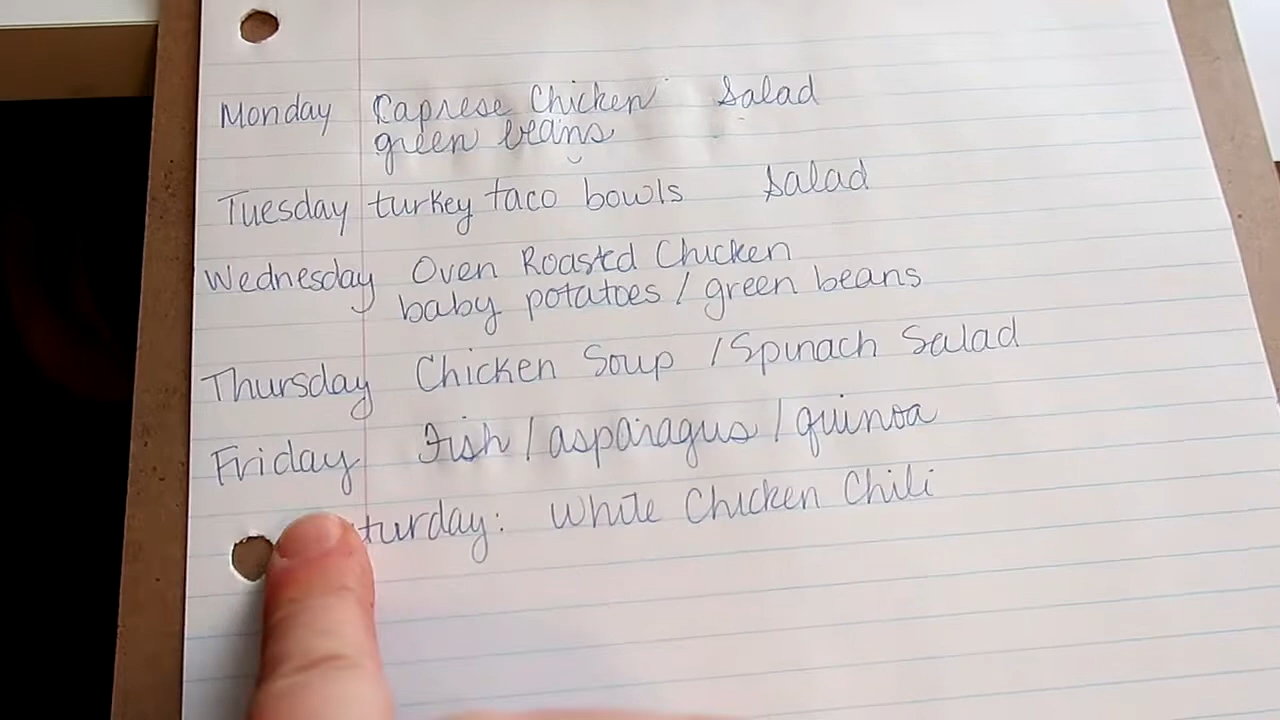 Monday Caprese Chicken Salad
green beans
Tuesday turkey taco bowls Salad
Wednesday Oven Roasted Chicken
baby potatoes / green beans
Thursday Chicken Soup / Spinach Salad
Friday Fish / asparagus / quinoa
turday: White Chicken Chili